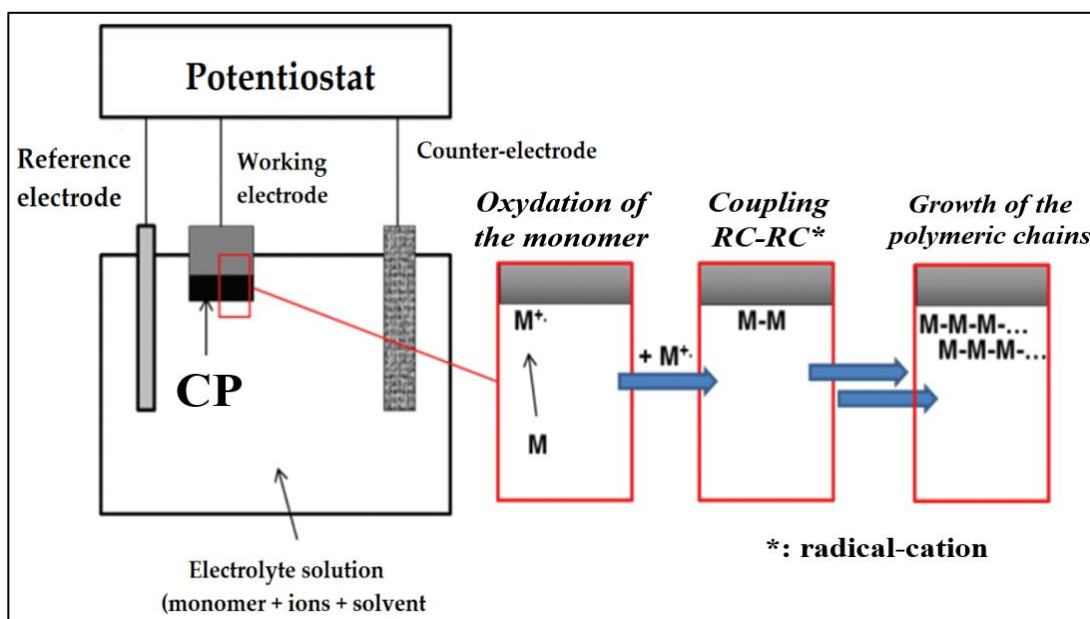 Potentiostat
Reference
electrode
Working
electrode
Counter-electrode
CP
Electrolyte solution
(monomer + ions + solvent
Oxydation of
the monomer
M+.
M
+ M+.
Coupling
RC-RC*
M-M
Growth of the
polymeric chains
M-M-M-...
M-M-M-...
*: radical-cation